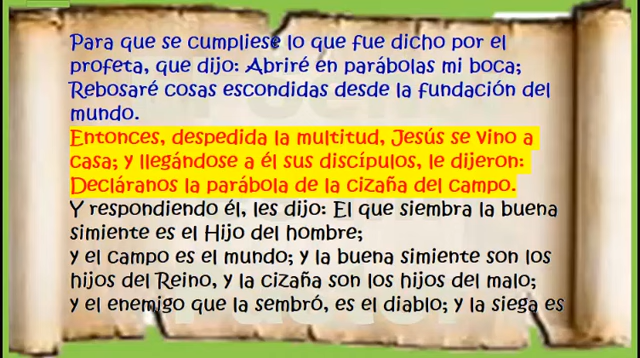 Para que se cumpliese lo que fue dicho por el
profeta, que dijo: Abriré en parábolas mi boca;
Rebosaré cosas escondidas desde la fundación del
mundo.
Entonces, despedida la multitud, Jesús se vino a
casa; y llegándose a él sus discípulos, le dijeron:
Decláranos la parábola de la cizaña del campo.
Y respondiendo él, les dijo: El que siembra la buena
simiente es el Hijo del hombre;
y el campo es el mundo; y la buena simiente son los
hijos del Reino, y la cizaña son los hijos del malo;
y el enemigo que la sembró, es el diablo; y la siega es